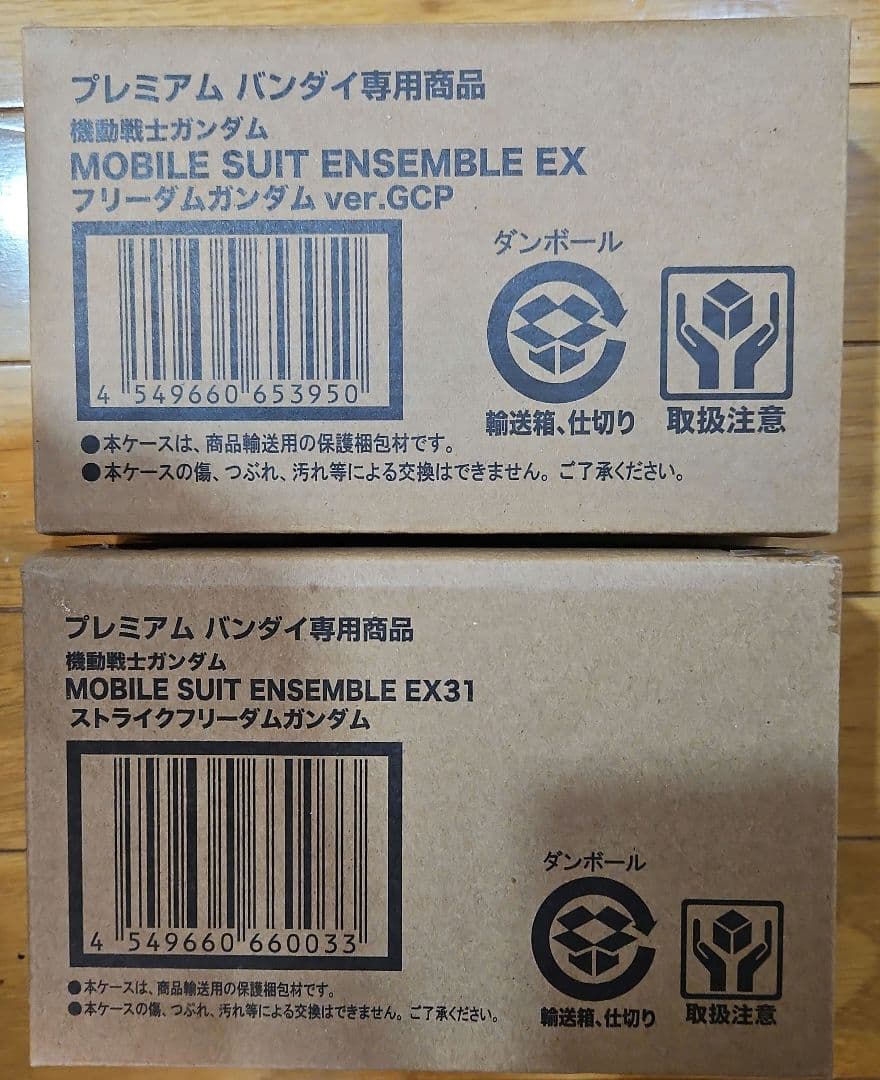 プレミアム バンダイ専用商品
機動戦士ガンダム
MOBILE SUIT ENSEMBLE EX
フリーダムガンダム ver.GCP
ダンボール
4 549660 653950
輸送箱、仕切り
取扱注意
●本ケースは、商品輸送用の保護梱包材です。
●本ケースの傷、つぶれ、汚れ等による交換はできません。ご了承ください。
プレミアム バンダイ専用商品
機動戦士ガンダム
MOBILE SUIT ENSEMBLE EX31
ストライクフリーダムガンダム
ダンボール
4 549660 660033
輸送箱、仕切り
取扱注意
●本ケースは、商品輸送用の保護梱包材です。
●本ケースの傷、つぶれ、汚れ等による交換はできません。ご了承ください。